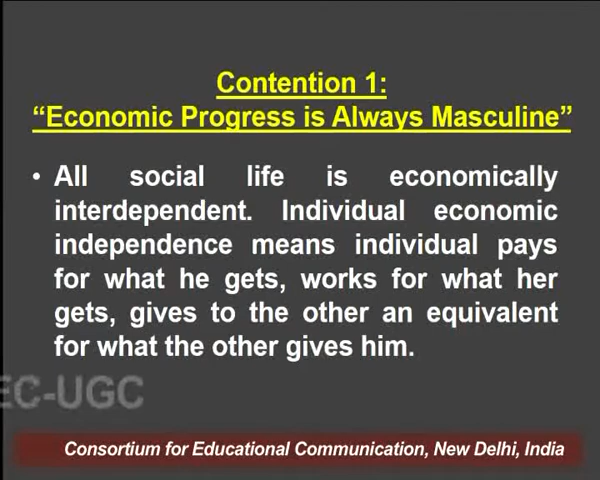 Contention 1:
“Economic Progress is Always Masculine”
• All social life is economically
interdependent. Individual economic
independence means individual pays
for what he gets, works for what her
gets, gives to the other an equivalent
for what the other gives him.
EC-UGC
Consortium for Educational Communication, New Delhi, India